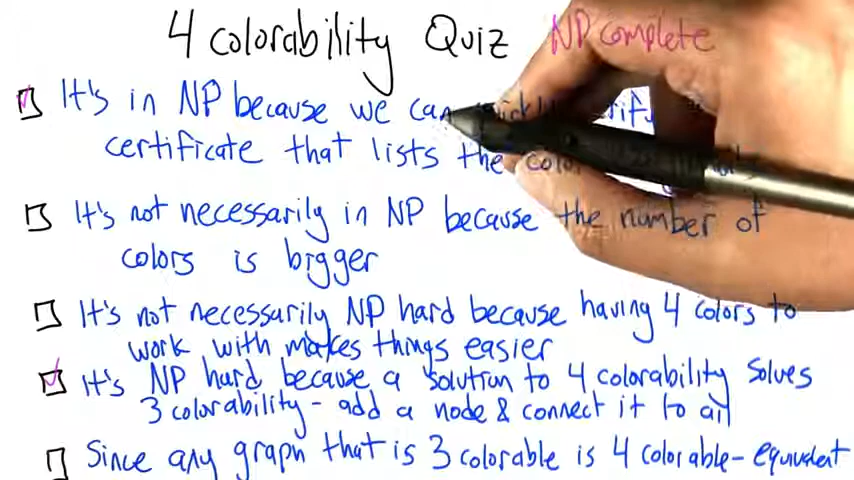 4 colorability Quiz NP complete
It's in NP because we can
certificate that lists the
It's not necessarily in NP because the number of
colors is bigger
It's not necessarily NP hard because having 4 colors to
work with makes things easier
It's NP hard because a solution to 4 colorability solves
3 colorability - add a node & connect it to all
Since any graph that is 3 colorable is 4 colorable - equivalent